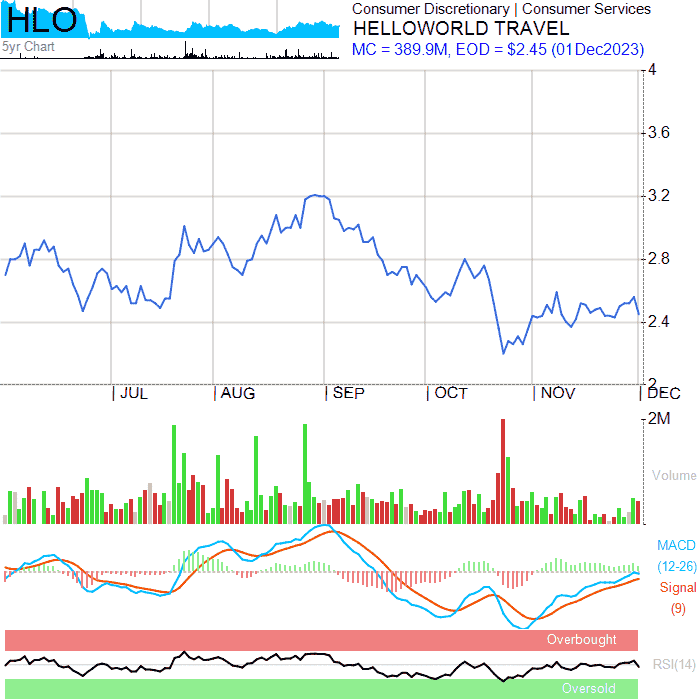 HLO
5yr Chart
Consumer Discretionary | Consumer Services
HELLOWORLD TRAVEL
MC = 389.9M, EOD = $2.45 (01Dec2023)
4
3.6
3.2
2.8
2.4
2
JUL
AUG
SEP
OCT
NOV
DEC
2M
Volume
MACD
(12-26)
Signal
(9)
Overbought
RSI(14)
Oversold